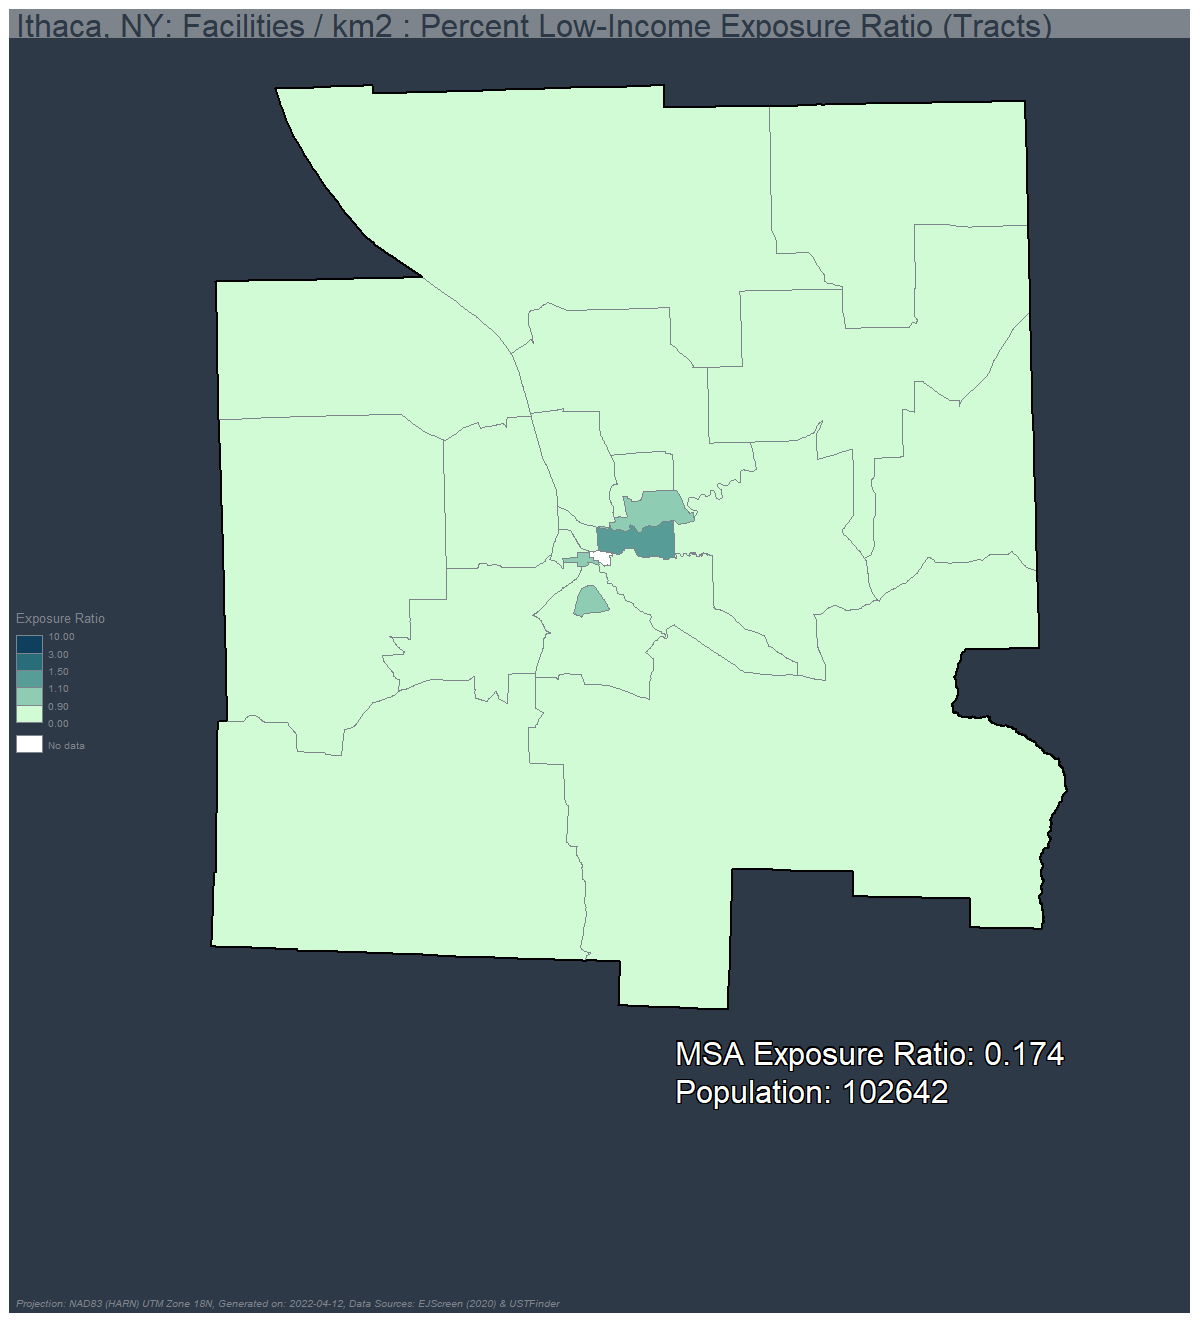 Ithaca, NY: Facilities / km2 : Percent Low-Income Exposure Ratio (Tracts)
Exposure Ratio
10.00
3.00
1.50
1.10
0.90
0.00
No data
MSA Exposure Ratio: 0.174
Population: 102642
Projection: NAD83 (HARN) UTM Zone 18N, Generated on: 2022-04-12, Data Sources: EJScreen (2020) & USTFinder